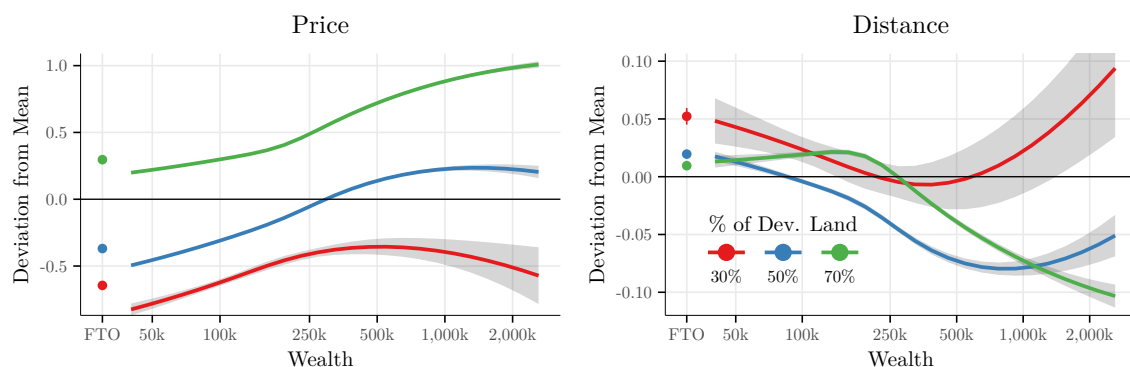 Price
Deviation from Mean
1.0
0.5
0.0
-0.5
FTO 50k 100k 250k 500k 1,000k 2,000k
Wealth
Distance
Deviation from Mean
0.10
0.05
0.00
-0.05
-0.10
% of Dev. Land
30% 50% 70%
FTO 50k 100k 250k 500k 1,000k 2,000k
Wealth